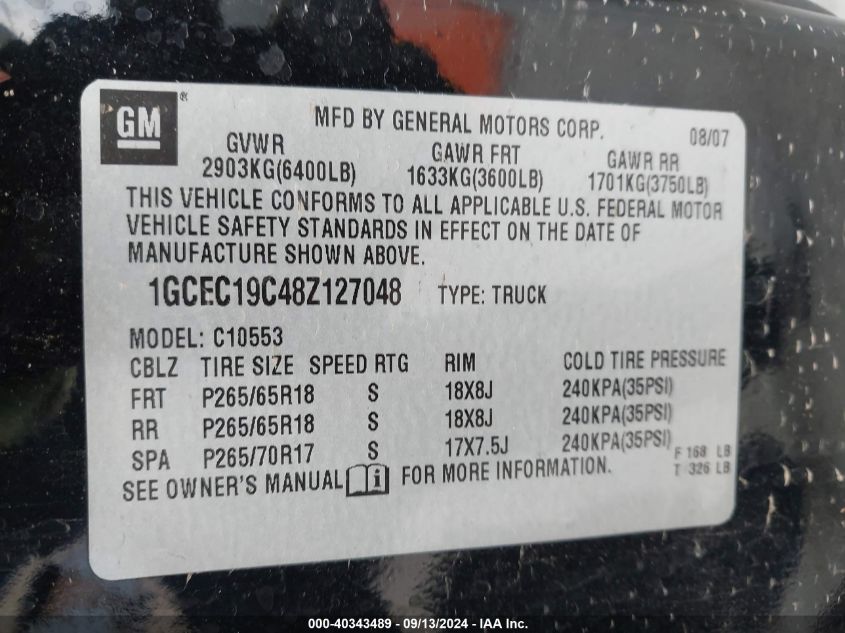 GM ®
MFD BY GENERAL MOTORS CORP. 08/07
GVWR GAWR FRT GAWR RR
2903KG(6400LB) 1633KG(3600LB) 1701KG(3750LB)
THIS VEHICLE CONFORMS TO ALL APPLICABLE U.S. FEDERAL MOTOR
VEHICLE SAFETY STANDARDS IN EFFECT ON THE DATE OF
MANUFACTURE SHOWN ABOVE.
1GCEC19C48Z127048 TYPE: TRUCK
MODEL: C10553
CBLZ TIRE SIZE SPEED RTG RIM COLD TIRE PRESSURE
FRT P265/65R18 S 18X8J 240KPA(35PSI)
RR P265/65R18 S 18X8J 240KPA(35PSI)
SPA P265/70R17 S 17X7.5J 240KPA(35PSI) F 168 LB
T 326 LB
SEE OWNER'S MANUAL i FOR MORE INFORMATION.
000-40343489 - 09/13/2024 - IAA Inc.